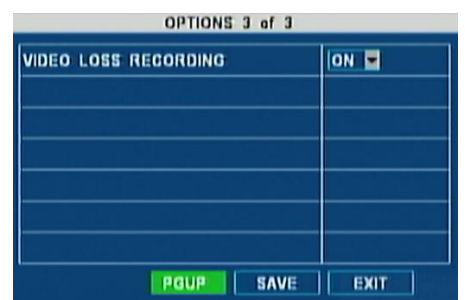 OPTIONS 3 of 3
VIDEO LOSS RECORDING ON
PGUP SAVE EXIT